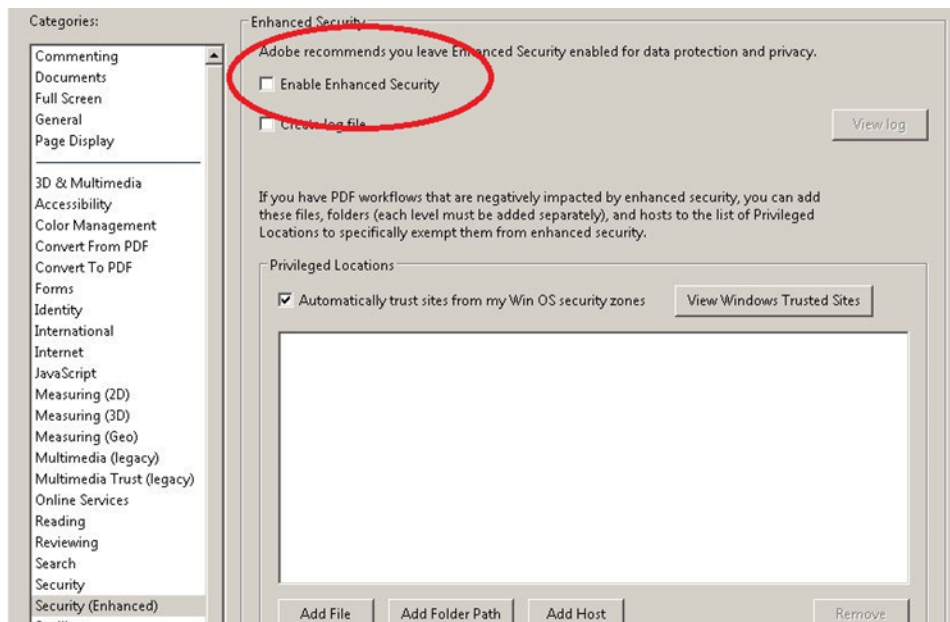 Categories:
Commenting
Documents
Full Screen
General
Page Display
3D & Multimedia
Accessibility
Color Management
Convert From PDF
Convert To PDF
Forms
Identity
International
Internet
JavaScript
Measuring (2D)
Measuring (3D)
Measuring (Geo)
Multimedia (legacy)
Multimedia Trust (legacy)
Online Services
Reading
Reviewing
Search
Security
Security (Enhanced)
Enhanced Security
Adobe recommends you leave Enhanced Security enabled for data protection and privacy.
Enable Enhanced Security
Create log file
View log
If you have PDF workflows that are negatively impacted by enhanced security, you can add
these files, folders (each level must be added separately), and hosts to the list of Privileged
Locations to specifically exempt them from enhanced security.
Privileged Locations
Automatically trust sites from my Win OS security zones
View Windows Trusted Sites
Add File
Add Folder Path
Add Host
Remove